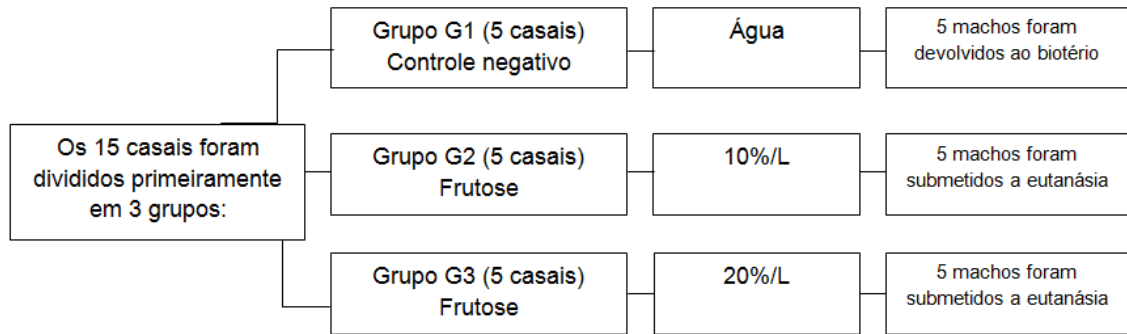 Os 15 casais foram
divididos primeiramente
em 3 grupos:
Grupo G1 (5 casais)
Controle negativo
Água
5 machos foram
devolvidos ao biotério
Grupo G2 (5 casais)
Frutose
10%/L
5 machos foram
submetidos a eutanásia
Grupo G3 (5 casais)
Frutose
20%/L
5 machos foram
submetidos a eutanásia